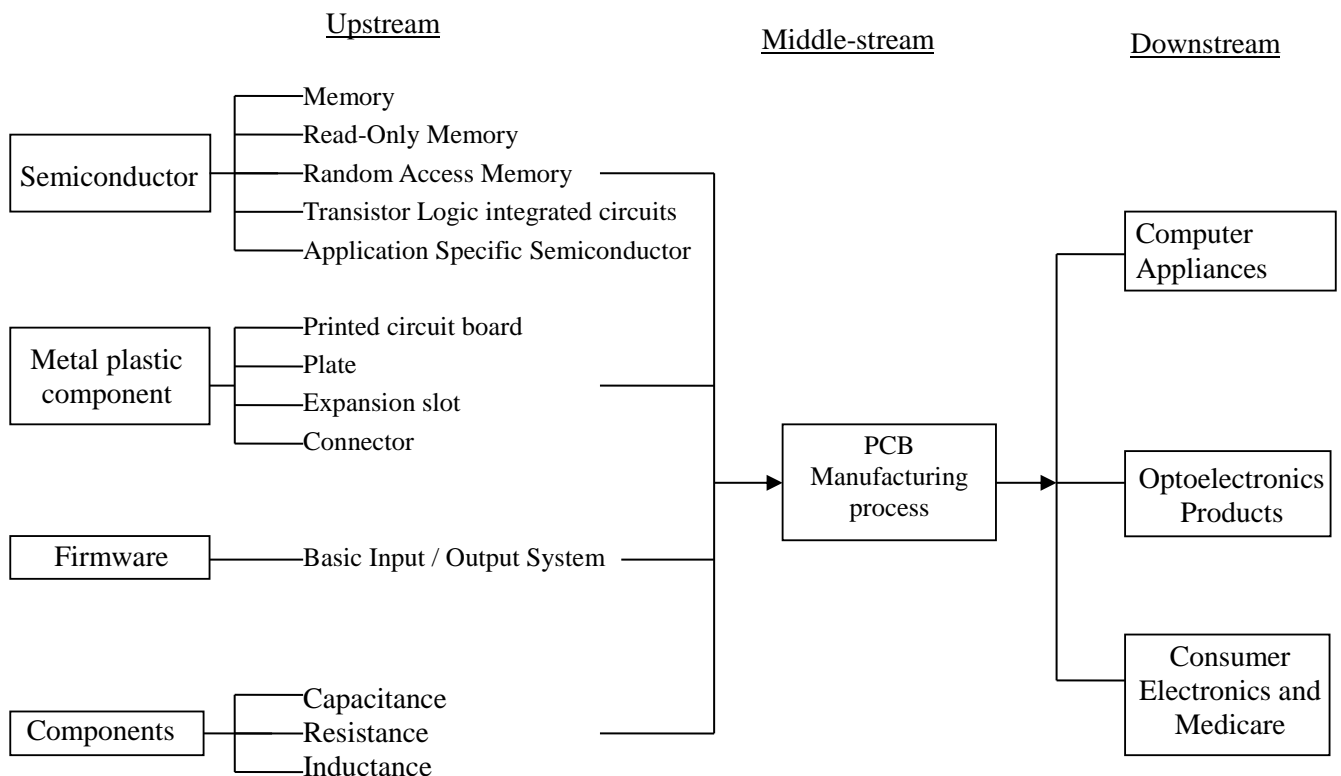 Upstream
Middle-stream
Downstream
Semiconductor
Memory
Read-Only Memory
Random Access Memory
Transistor Logic integrated circuits
Application Specific Semiconductor
Metal plastic
component
Printed circuit board
Plate
Expansion slot
Connector
Firmware
Basic Input / Output System
Components
Capacitance
Resistance
Inductance
PCB
Manufacturing
process
Computer
Appliances
Optoelectronics
Products
Consumer
Electronics and
Medicare